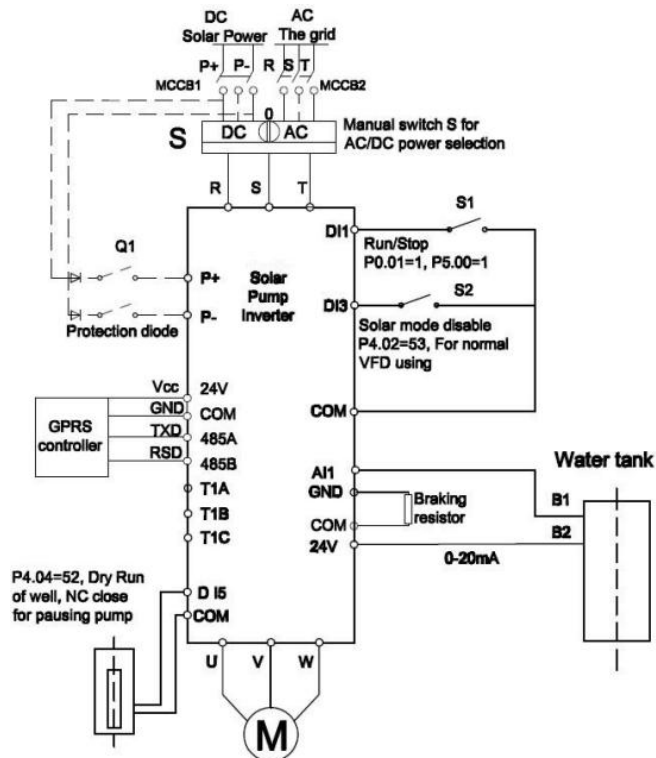 DC
Solar Power
AC
The grid
P+
P-
R
S
T
MCCB1
MCCB2
0
S
DC
AC
Manual switch S for
AC/DC power selection
R
S
T
S1
DI1
Run/Stop
P0.01=1, P5.00=1
Q1
P+
Solar
Pump
Inverter
S2
DI3
P-
Protection diode
Solar mode disable
P4.02=53, For normal
VFD using
Vcc
24V
GND
COM
COM
GPRS
controller
TXD
485A
RSD
485B
Water tank
AI1
T1A
GND
Braking
resistor
B1
T1B
COM
B2
T1C
24V
0-20mA
P4.04=52, Dry Run
of well, NC close
for pausing pump
D I5
COM
U
V
W
M